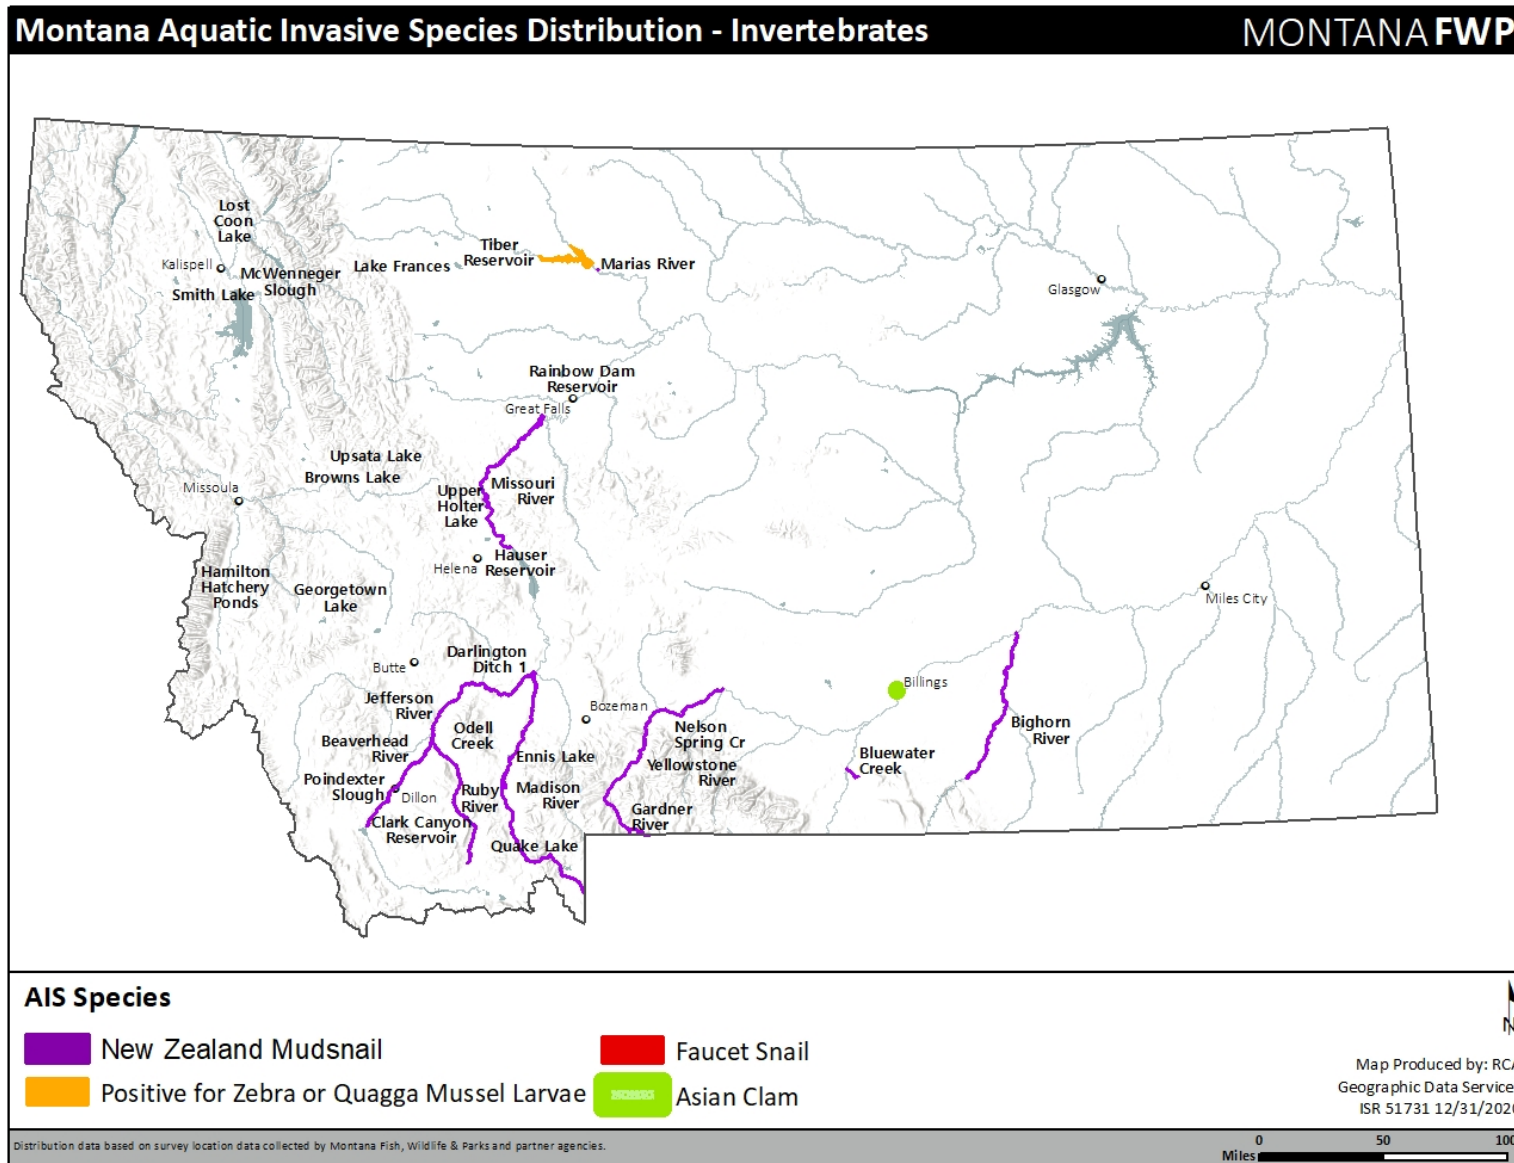 Montana Aquatic Invasive Species Distribution - Invertebrates
MONTANA FWP
Lost
Coon
Lake
Kalispell
McWenneger
Slough
Smith Lake
Lake Frances
Tiber
Reservoir
Marias River
Glasgow
Rainbow Dam
Reservoir
Great Falls
Upsata Lake
Browns Lake
Missoula
Upper
Holter
Lake
Missouri
River
Helena
Hauser
Reservoir
Hamilton
Hatchery
Ponds
Georgetown
Lake
Miles City
Butte
Darlington
Ditch 1
Jefferson
River
Odell
Creek
Bozeman
Billings
Beaverhead
River
Ennis Lake
Nelson
Spring Cr
Yellowstone
River
Bluewater
Creek
Bighorn
River
Poindexter
Slough
Dillon
Ruby
River
Madison
River
Gardner
River
Clark Canyon
Reservoir
Quake Lake
AIS Species
New Zealand Mudsnail
Faucet Snail
Positive for Zebra or Quagga Mussel Larvae
Asian Clam
N
Map Produced by: RCA
Geographic Data Service
ISR 51731 12/31/2020
Distribution data based on survey location data collected by Montana Fish, Wildlife & Parks and partner agencies.
0 50 100
Miles